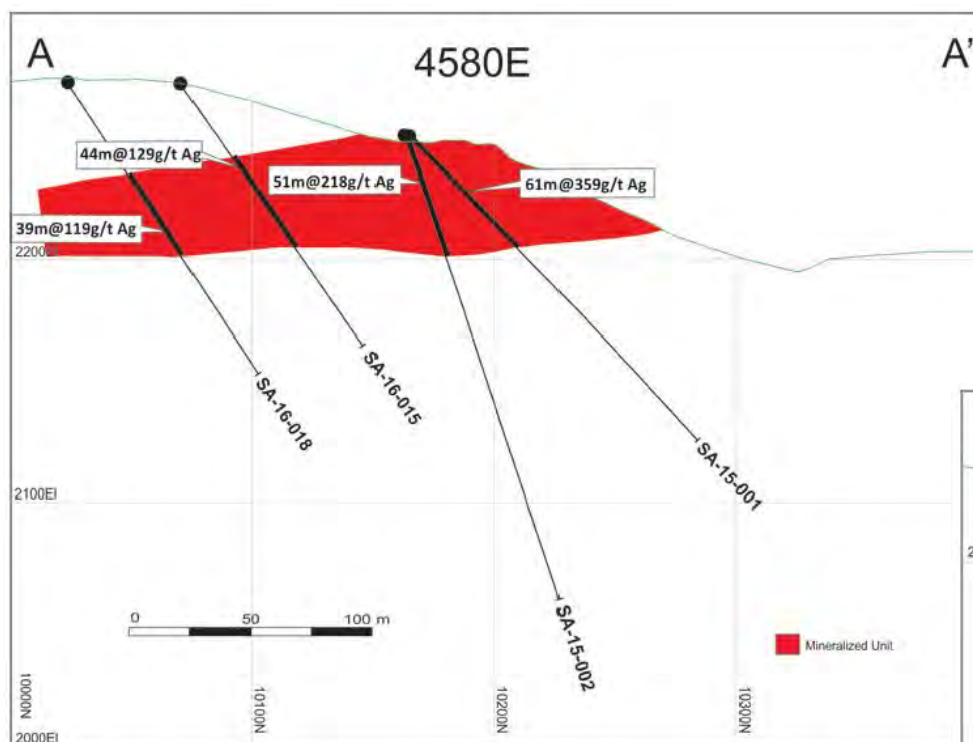 A
4580E
A'
44m@129g/t Ag
51m@218g/t Ag
61m@359g/t Ag
39m@119g/t Ag
2200El
SA-16-018
SA-16-015
SA-15-001
SA-15-002
2100El
0 50 100 m
Mineralized Unit
10000N
10100N
10200N
10300N
2000El
2